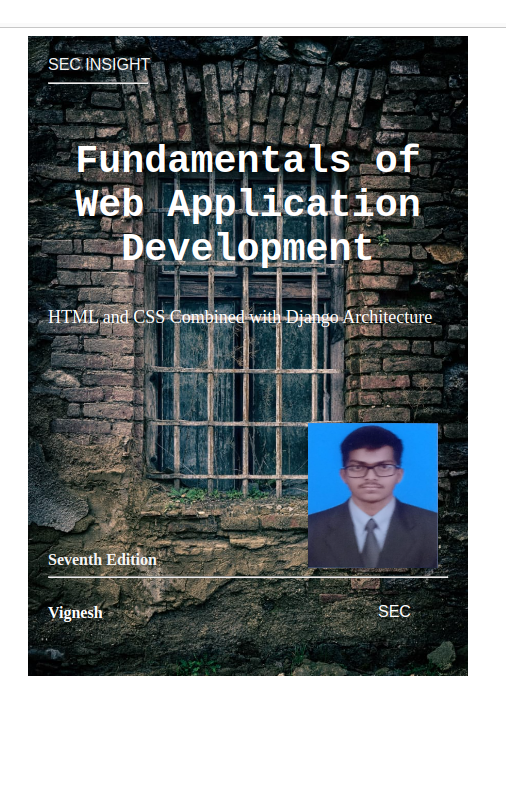 SEC INSIGHT
Fundamentals of
Web Application
Development
HTML and CSS Combined with Django Architecture
Seventh Edition
Vignesh
SEC